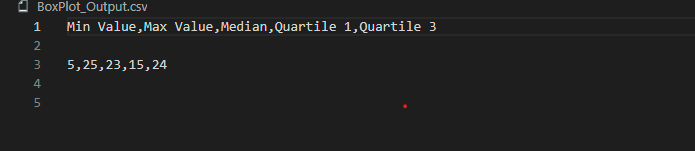 BoxPlot_Output.csv
1 Min Value,Max Value,Median,Quartile 1,Quartile 3
2
3 5,25,23,15,24
4
5